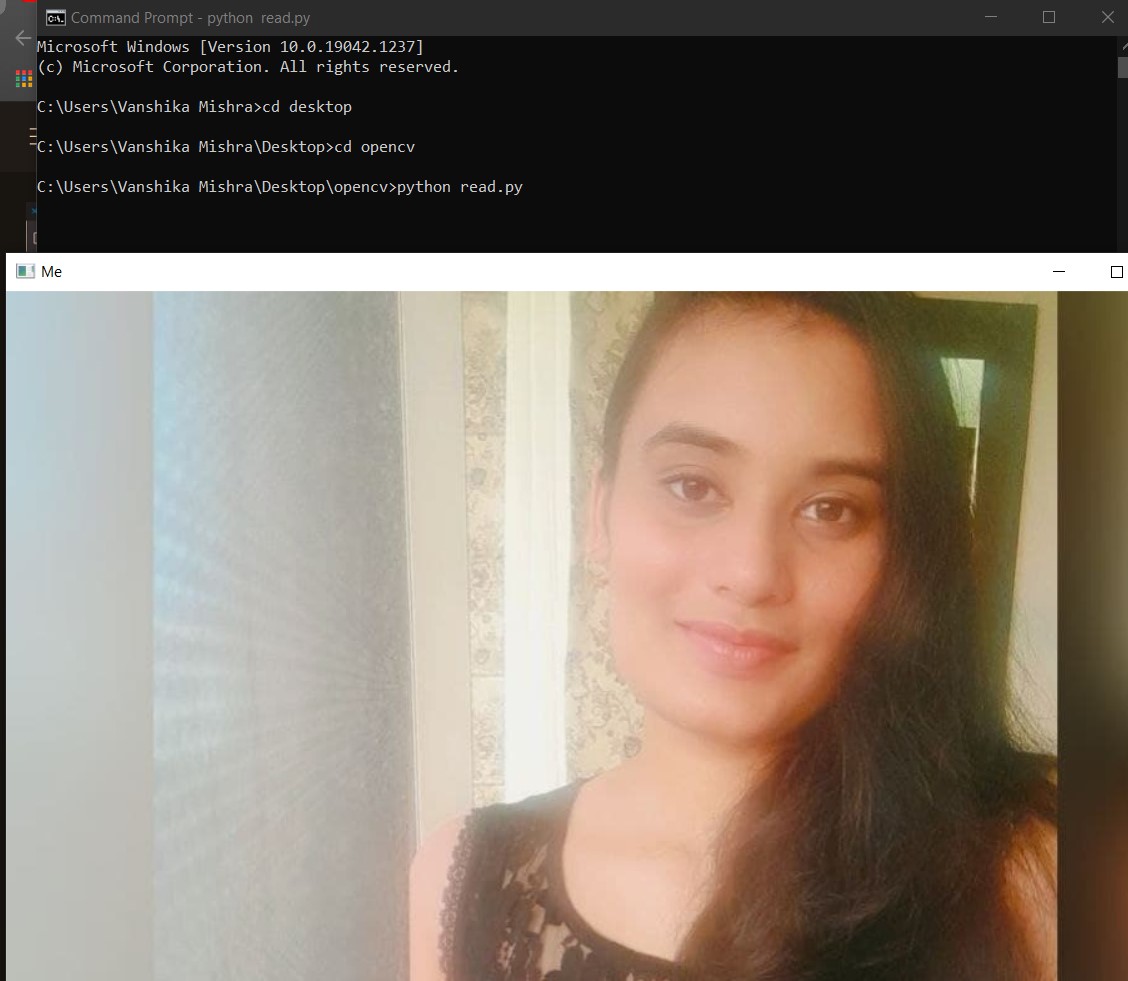 Command Prompt - python  read.py
Microsoft Windows [Version 10.0.19042.1237]
(c) Microsoft Corporation. All rights reserved.
C:\Users\Vanshika Mishra>cd desktop
C:\Users\Vanshika Mishra\Desktop>cd opencv
C:\Users\Vanshika Mishra\Desktop\opencv>python read.py
Me